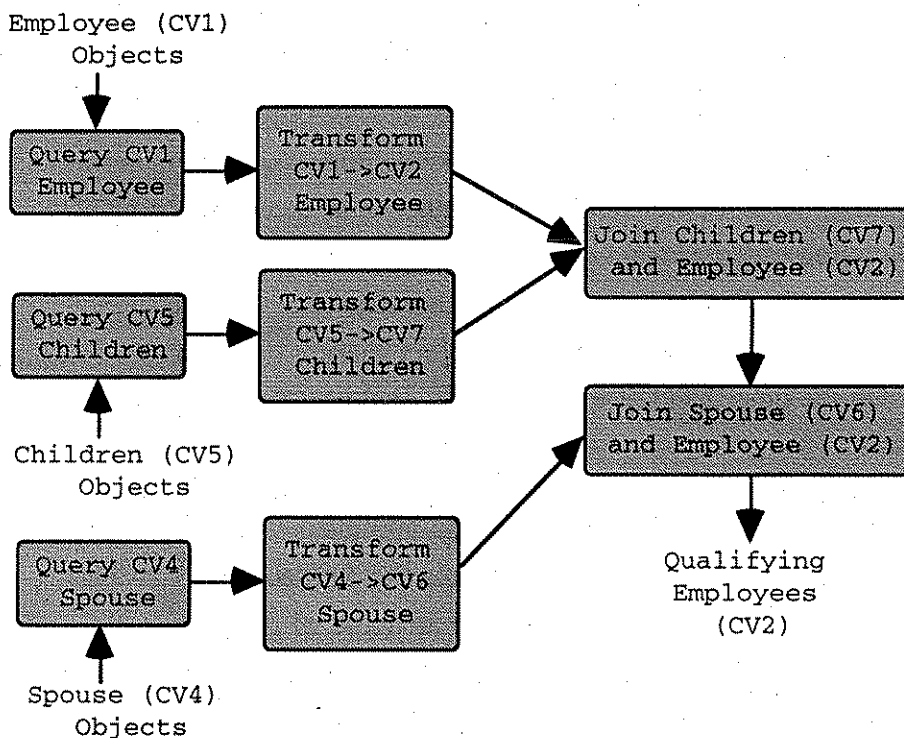 Employee (CV1)
Objects
Query CV1
Employee
Transform
CV1->CV2
Employee
Join Children (CV7)
and Employee (CV2)
Query CV5
Children
Transform
CV5->CV7
Children
Children (CV5)
Objects
Join Spouse (CV6)
and Employee (CV2)
Query CV4
Spouse
Transform
CV4->CV6
Spouse
Qualifying
Employees
(CV2)
Spouse (CV4)
Objects